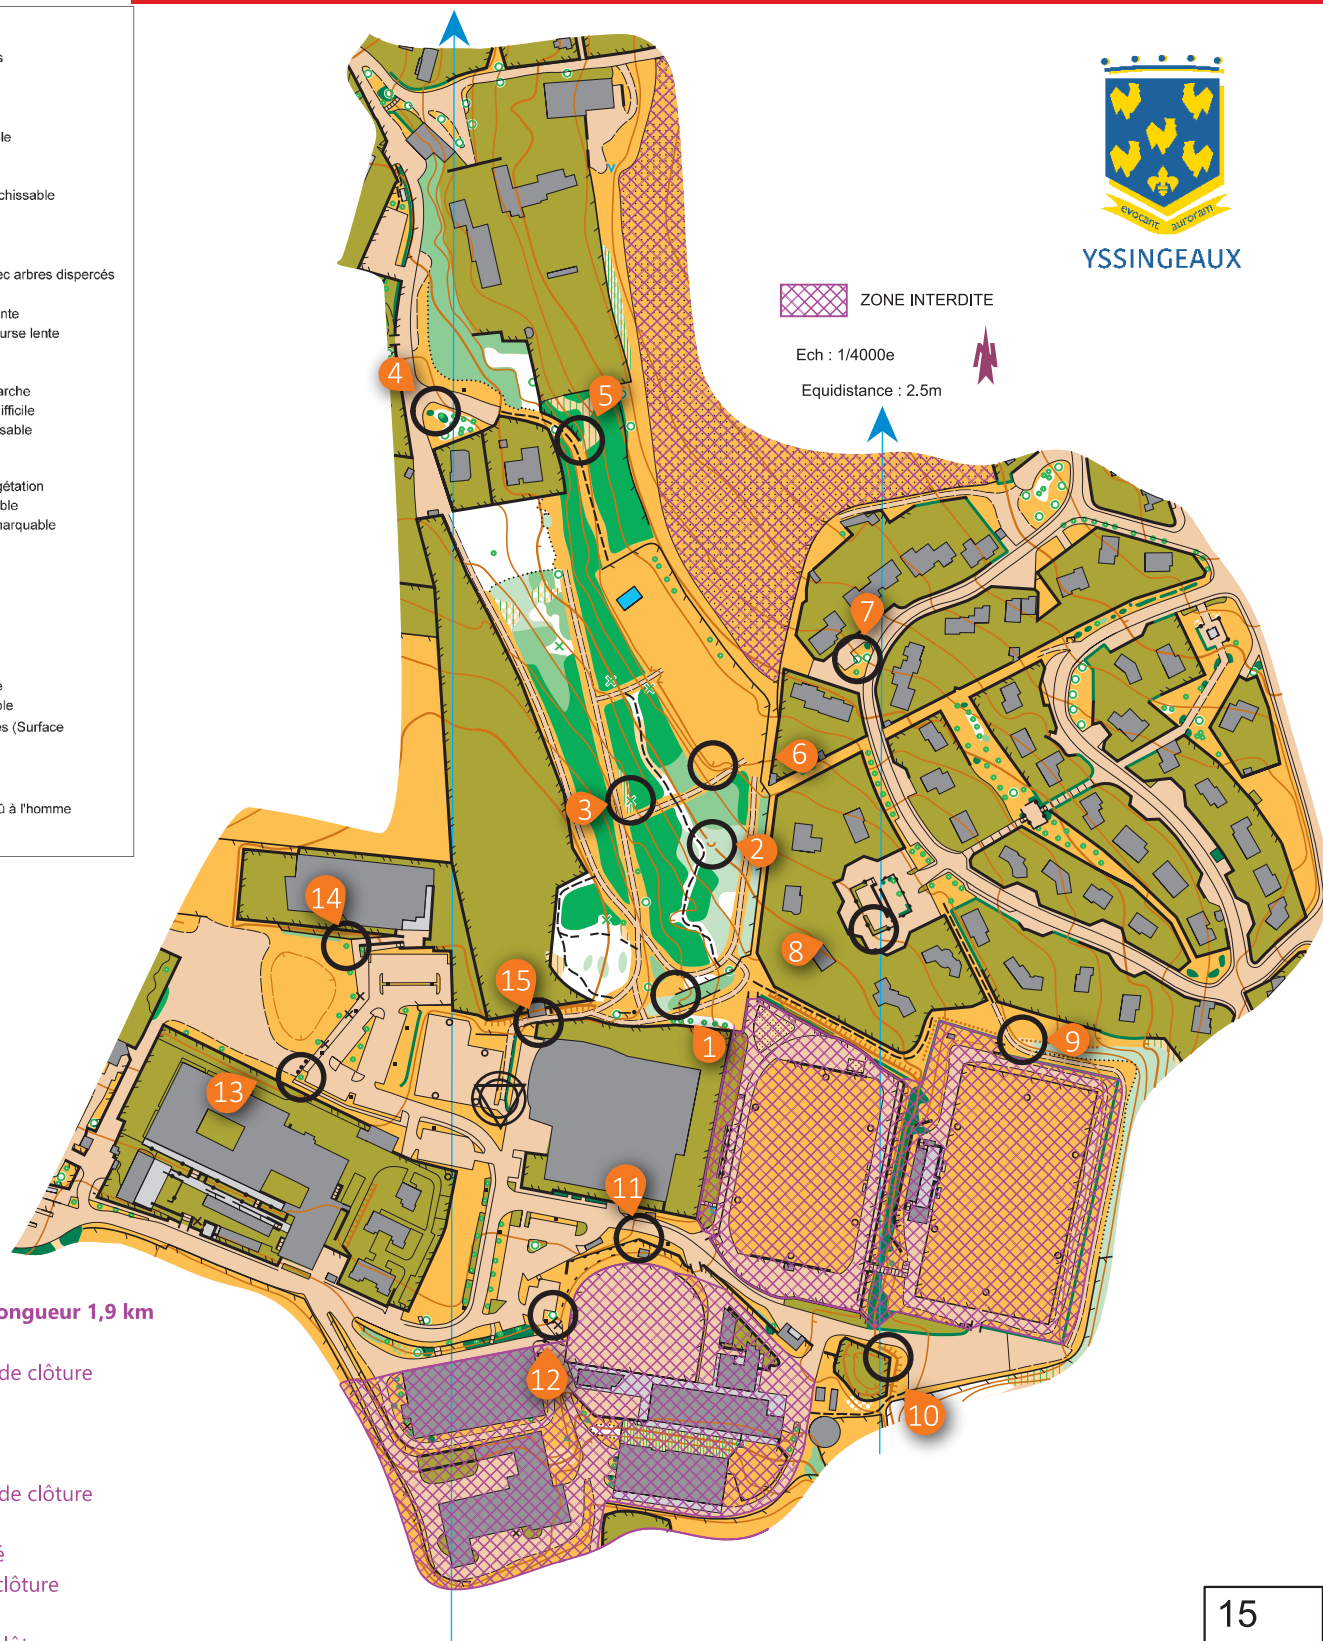 le
chissable
ec arbres dispercés
nte
urse lente
arche
ifficile
sable
gétation
ble
marquable
e
ble
es (Surface
û à l'homme
evocant auroram
YSSINGEAUX
ZONE INTERDITE
Ech : 1/4000e
Equidistance : 2.5m
4
5
7
6
3
2
14
8
15
1
9
13
11
12
10
ongueur 1,9 km
de clôture
de clôture
é
clôture
15